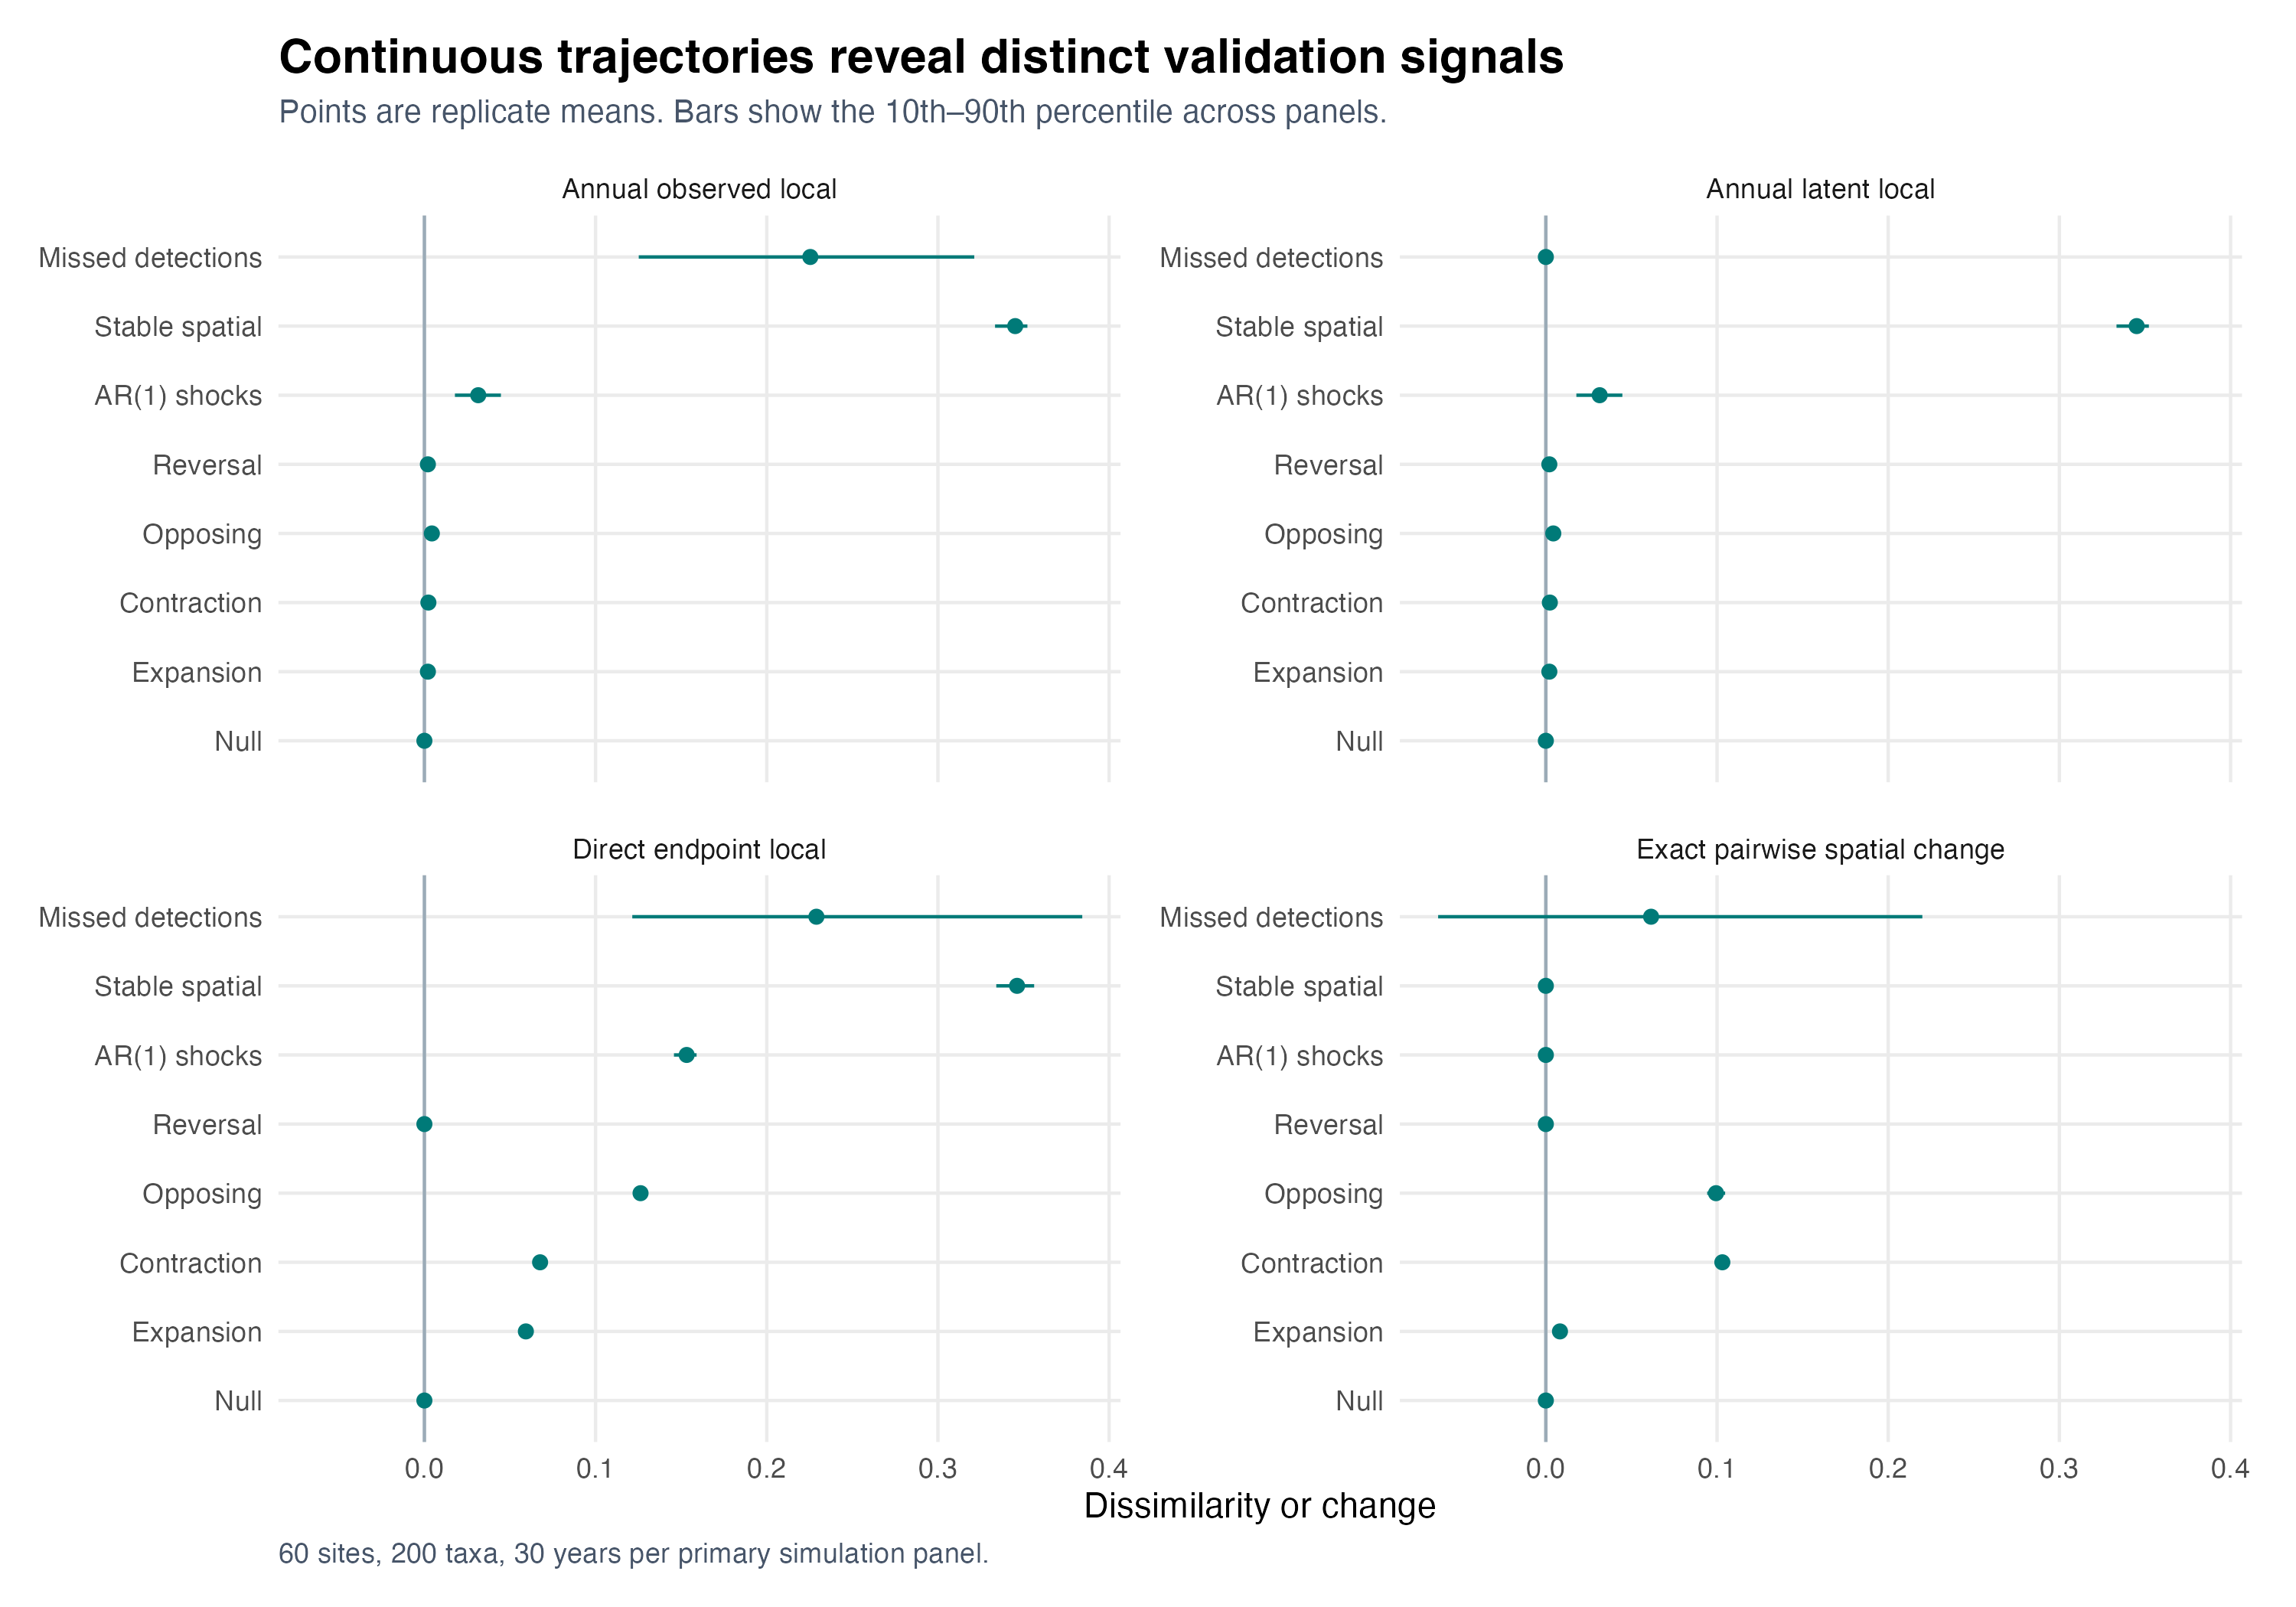 Continuous trajectories reveal distinct validation signals
Points are replicate means. Bars show the 10th–90th percentile across panels.
Annual observed local
Missed detections
Stable spatial
AR(1) shocks
Reversal
Opposing
Contraction
Expansion
Null
Annual latent local
Missed detections
Stable spatial
AR(1) shocks
Reversal
Opposing
Contraction
Expansion
Null
Direct endpoint local
Missed detections
Stable spatial
AR(1) shocks
Reversal
Opposing
Contraction
Expansion
Null
0.0 0.1 0.2 0.3 0.4
Exact pairwise spatial change
Missed detections
Stable spatial
AR(1) shocks
Reversal
Opposing
Contraction
Expansion
Null
0.0 0.1 0.2 0.3 0.4
Dissimilarity or change
60 sites, 200 taxa, 30 years per primary simulation panel.